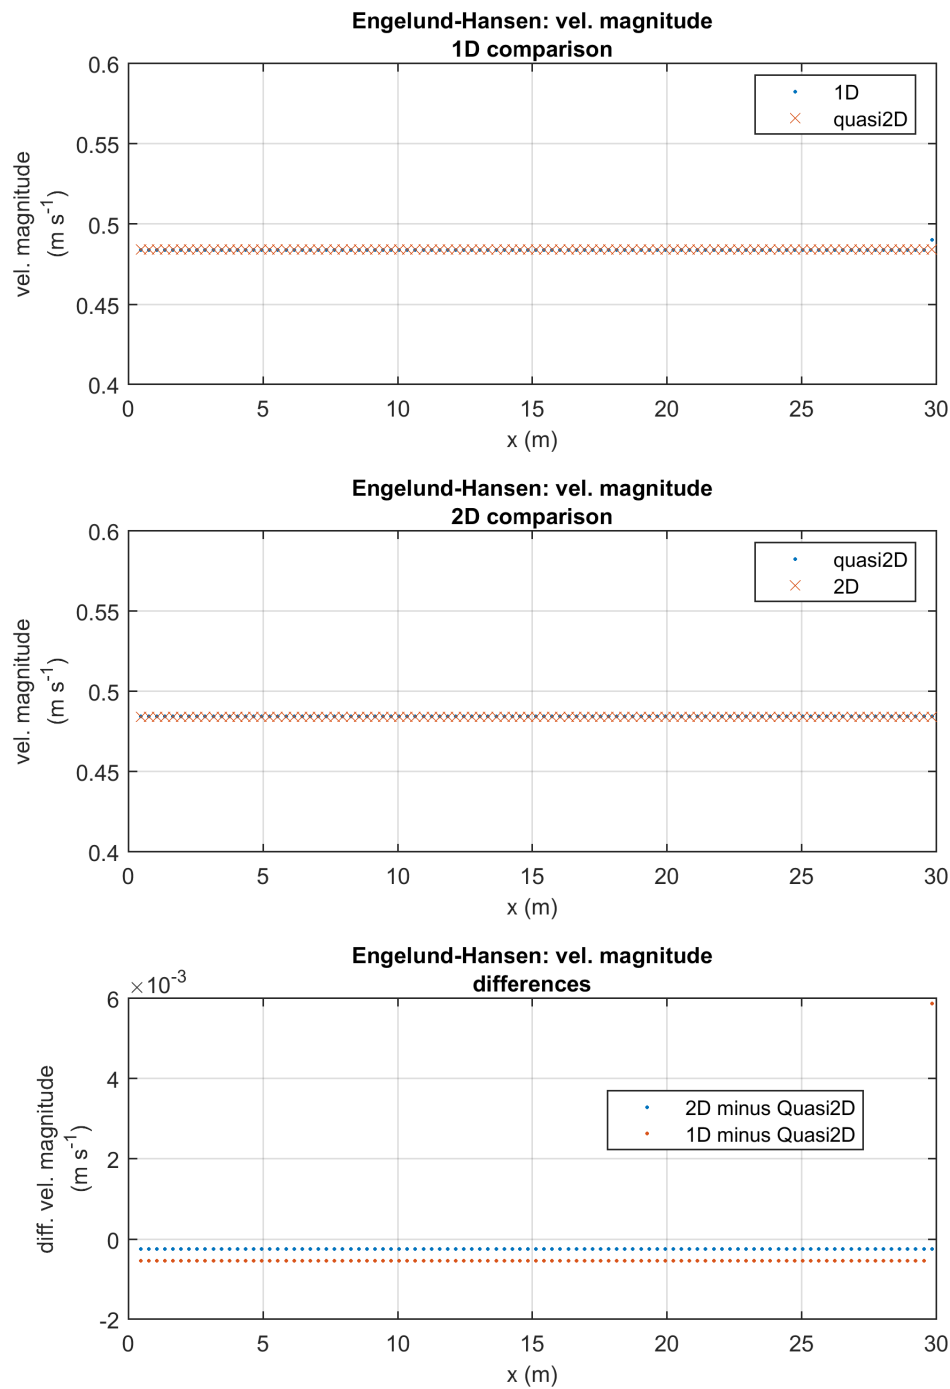 Engelund-Hansen: vel. magnitude
1D comparison
0.6
0.55
0.5
0.45
0.4
vel. magnitude
(m s-1)
1D
quasi2D
0 5 10 15 20 25 30
x (m)
Engelund-Hansen: vel. magnitude
2D comparison
0.6
0.55
0.5
0.45
0.4
vel. magnitude
(m s-1)
quasi2D
2D
0 5 10 15 20 25 30
x (m)
Engelund-Hansen: vel. magnitude
differences
×10-3
6
4
2
0
-2
diff. vel. magnitude
(m s-1)
2D minus Quasi2D
1D minus Quasi2D
0 5 10 15 20 25 30
x (m)